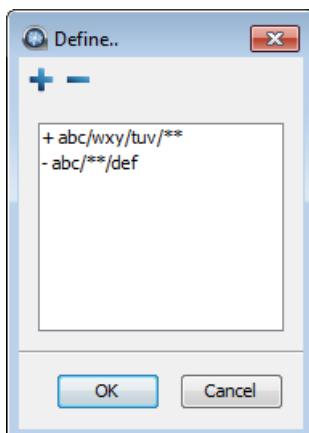 Define..
+ abc/wxy/tuv/**
- abc/**/def
OK
Cancel